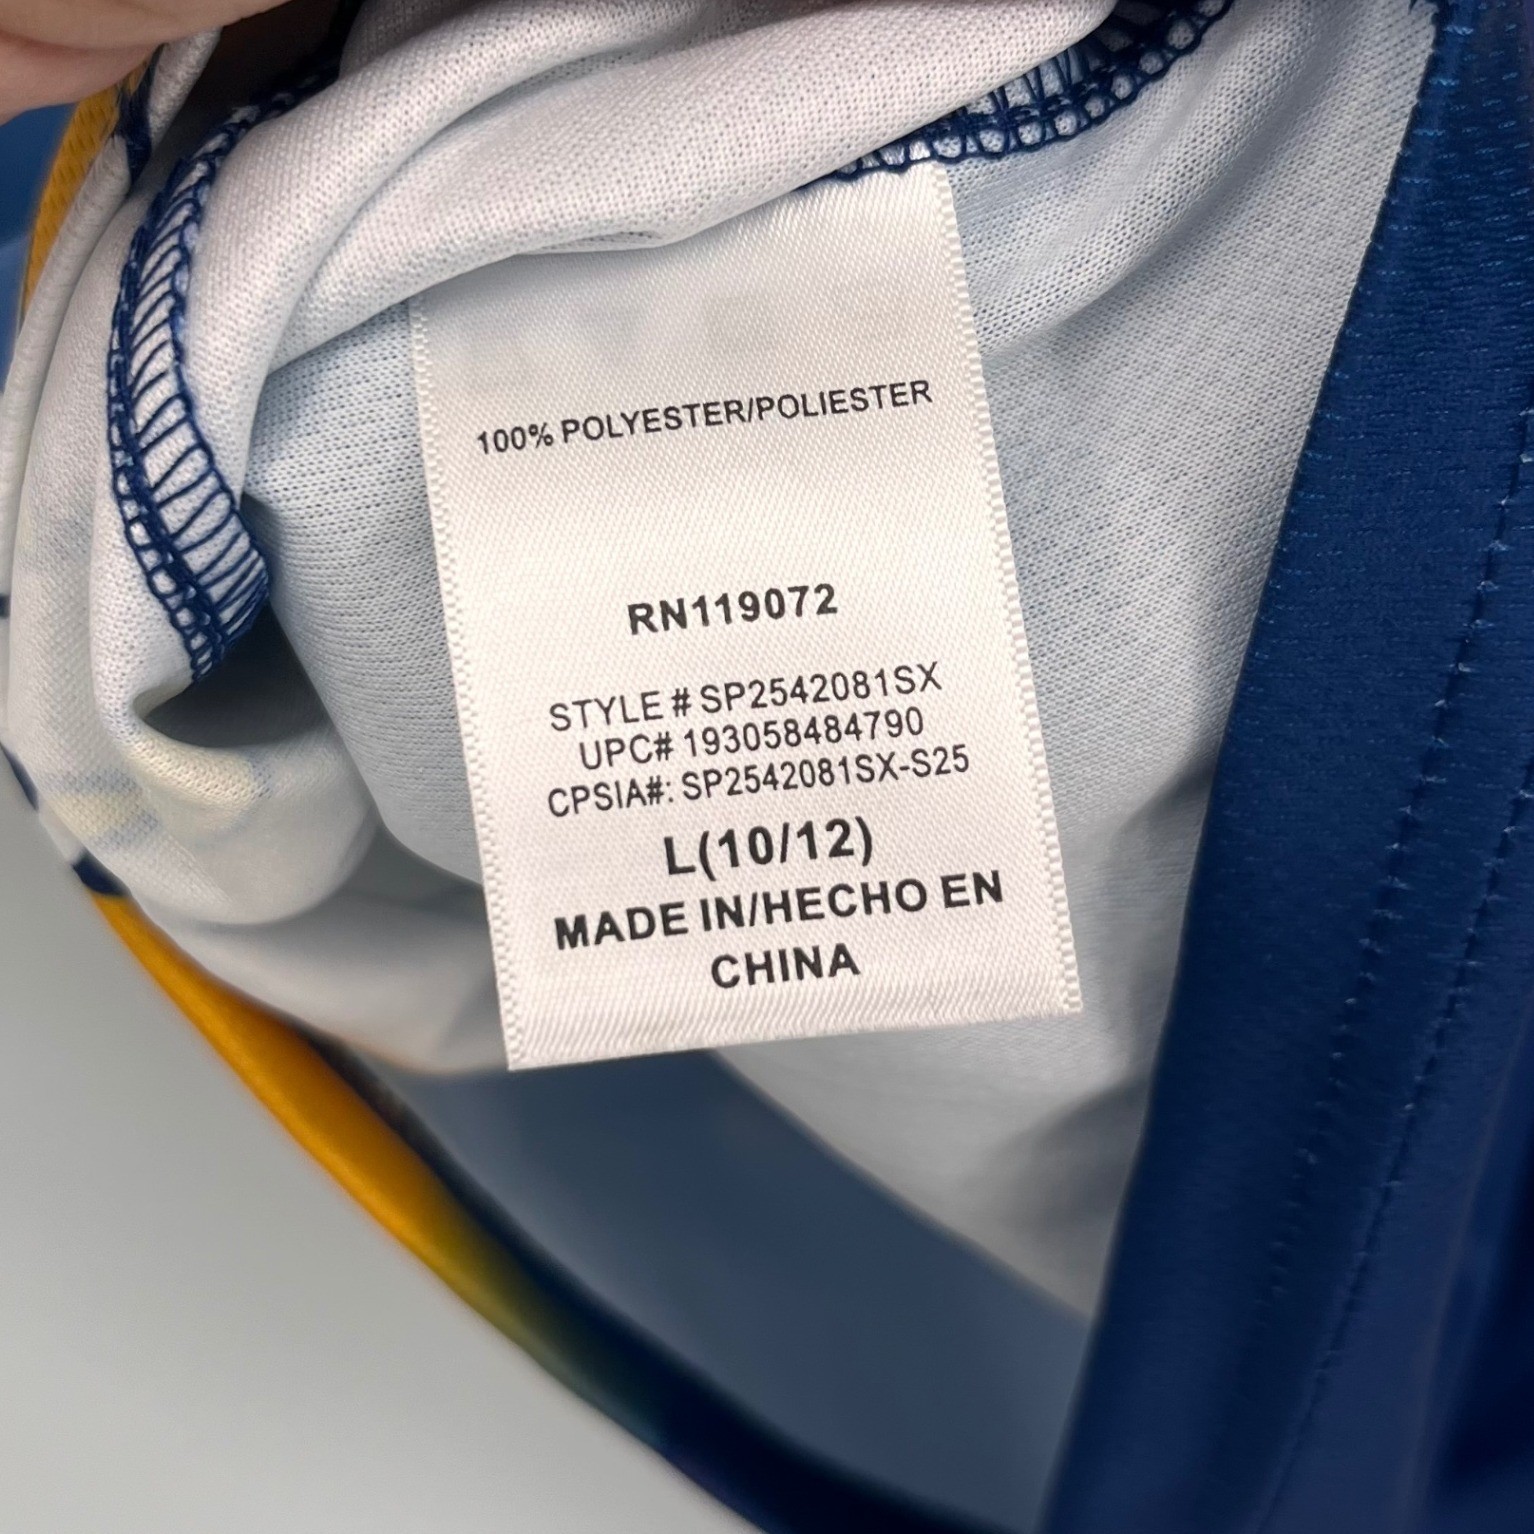 100% POLYESTER/POLIESTER
RN119072
STYLE # SP2542081SX
UPC# 193058484790
CPSIA#: SP2542081SX-S25
L(10/12)
MADE IN/HECHO EN
CHINA